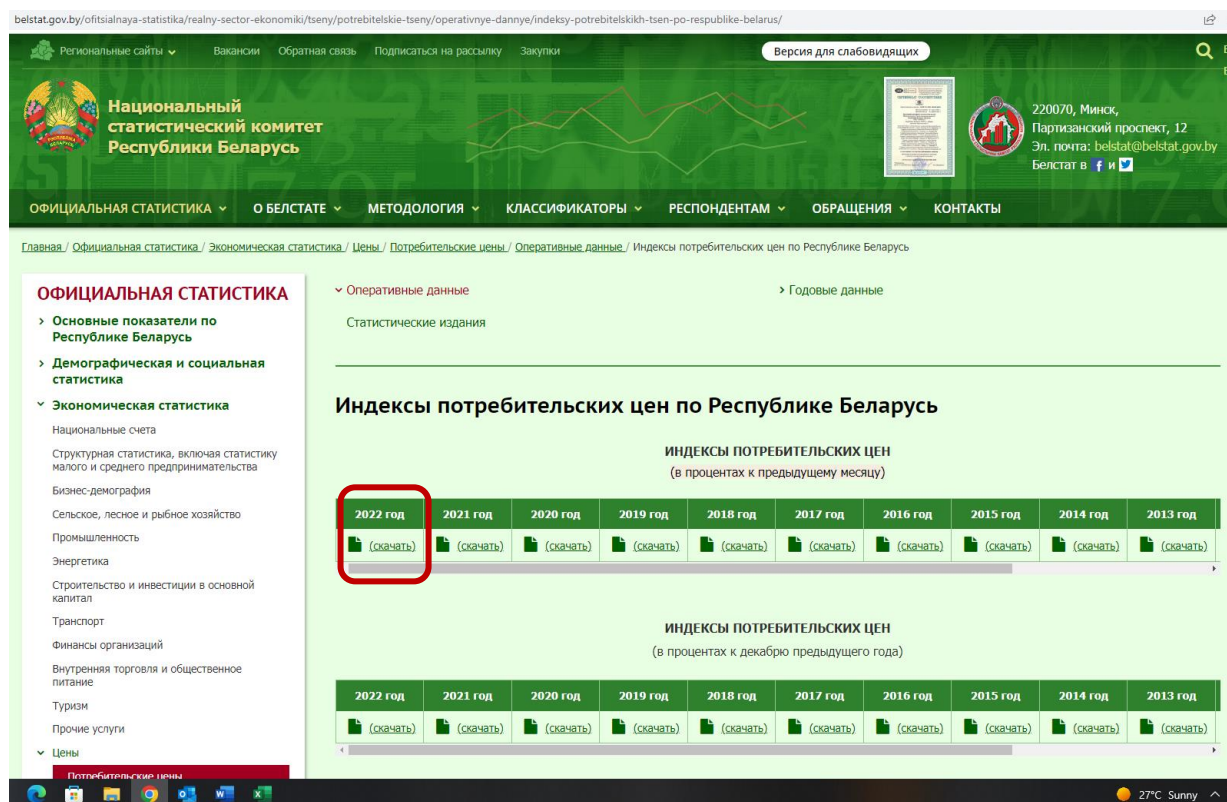 belstat.gov.by/ofitsialnaya-statistika/realny-sector-ekonomiki/tseny/potrebitelskie-tseny/operativnye-dannye/indeksy-potrebitelskikh-tsen-po-respublike-belarus/
Региональные сайты Вакансии Обратная связь Подписаться на рассылку Закупки Версия для слабовидящих
Национальный
статистический комитет
Республики Беларусь
220070, Минск,
Партизанский проспект, 12
Эл. почта: belstat@belstat.gov.by
Белстат в f и
ОФИЦИАЛЬНАЯ СТАТИСТИКА О БЕЛСТАТЕ МЕТОДОЛОГИЯ КЛАССИФИКАТОРЫ РЕСПОНДЕНТАМ ОБРАЩЕНИЯ КОНТАКТЫ
Главная / Официальная статистика / Экономическая статистика / Цены / Потребительские цены / Оперативные данные / Индексы потребительских цен по Республике Беларусь
ОФИЦИАЛЬНАЯ СТАТИСТИКА
Основные показатели по
Республике Беларусь
Демографическая и социальная
статистика
Экономическая статистика
Национальные счета
Структурная статистика, включая статистику
малого и среднего предпринимательства
Бизнес-демография
Сельское, лесное и рыбное хозяйство
Промышленность
Энергетика
Строительство и инвестиции в основной
капитал
Транспорт
Финансы организаций
Внутренняя торговля и общественное
питание
Туризм
Прочие услуги
Цены
Потребительские цены
Оперативные данные Годовые данные
Статистические издания
Индексы потребительских цен по Республике Беларусь
ИНДЕКСЫ ПОТРЕБИТЕЛЬСКИХ ЦЕН
(в процентах к предыдущему месяцу)
2022 год 2021 год 2020 год 2019 год 2018 год 2017 год 2016 год 2015 год 2014 год 2013 год
(скачать) (скачать) (скачать) (скачать) (скачать) (скачать) (скачать) (скачать) (скачать) (скачать)
ИНДЕКСЫ ПОТРЕБИТЕЛЬСКИХ ЦЕН
(в процентах к декабрю предыдущего года)
2022 год 2021 год 2020 год 2019 год 2018 год 2017 год 2016 год 2015 год 2014 год 2013 год
(скачать) (скачать) (скачать) (скачать) (скачать) (скачать) (скачать) (скачать) (скачать) (скачать)
27°C Sunny